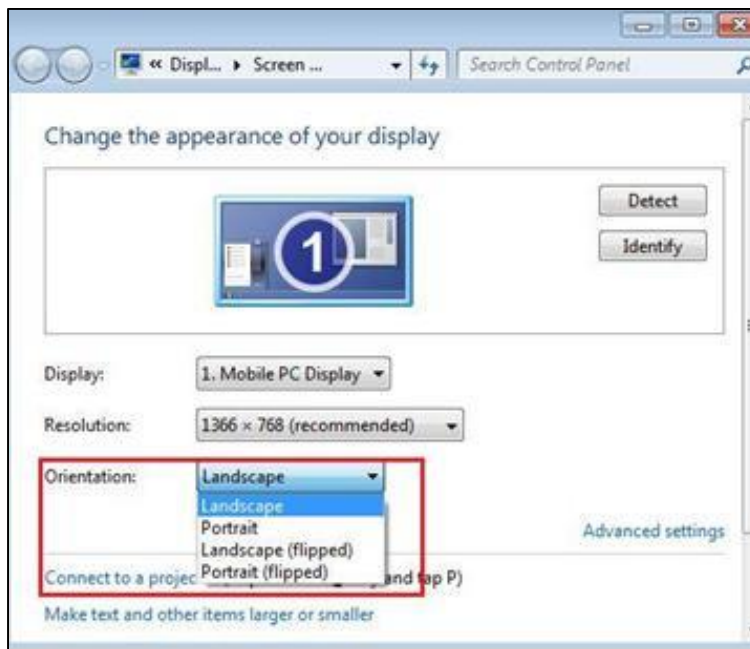 « Displ... ▸ Screen ...
Search Control Panel
Change the appearance of your display
1
Detect
Identify
Display: 1. Mobile PC Display
Resolution: 1366 × 768 (recommended)
Orientation: Landscape
Landscape
Portrait
Landscape (flipped)
Portrait (flipped)
Advanced settings
Connect to a projec and tap P)
Make text and other items larger or smaller